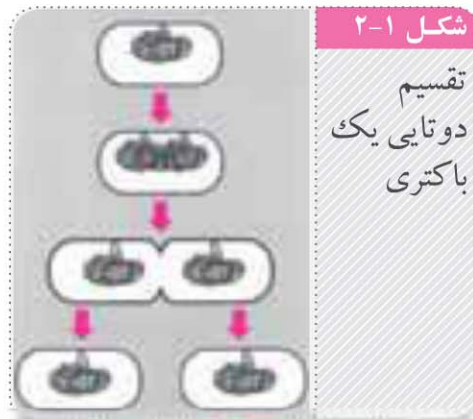 شکل ۱-۲
تقسیم
دوتایی یک
باکتری